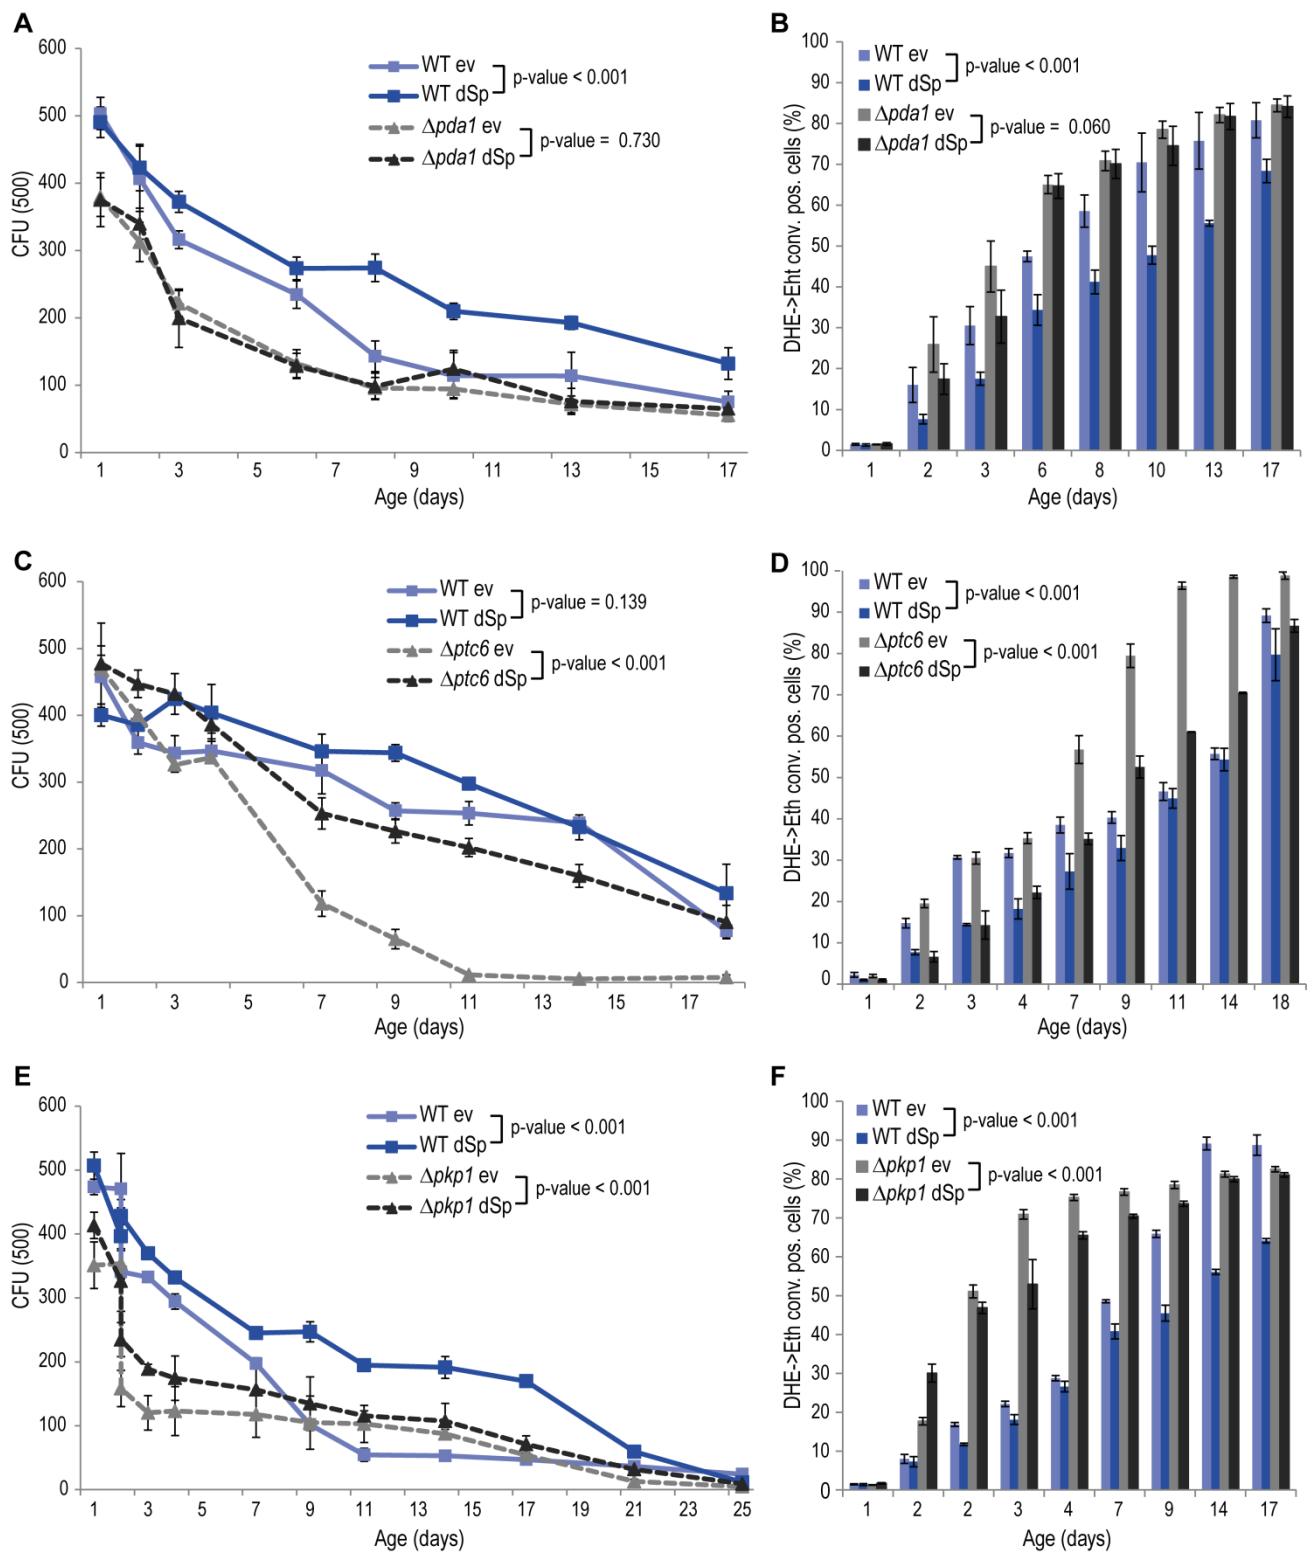 A
600
500
400
300
200
100
0
CFU (500)
WT ev
WT dSp
p-value < 0.001
Δpda1 ev
Δpda1 dSp
p-value = 0.730
1 3 5 7 9 11 13 15 17
Age (days)
B
100
90
80
70
60
50
40
30
20
10
0
DHE->Eht conv. pos. cells (%)
WT ev
WT dSp
p-value < 0.001
Δpda1 ev
Δpda1 dSp
p-value = 0.060
1 2 3 6 8 10 13 17
Age (days)
C
600
500
400
300
200
100
0
CFU (500)
WT ev
WT dSp
p-value = 0.139
Δptc6 ev
Δptc6 dSp
p-value < 0.001
1 3 5 7 9 11 13 15 17
Age (days)
D
100
90
80
70
60
50
40
30
20
10
0
DHE->Eth conv. pos. cells (%)
WT ev
WT dSp
p-value < 0.001
Δptc6 ev
Δptc6 dSp
p-value < 0.001
1 2 3 4 7 9 11 14 18
Age (days)
E
600
500
400
300
200
100
0
CFU (500)
WT ev
WT dSp
p-value < 0.001
Δpkp1 ev
Δpkp1 dSp
p-value < 0.001
1 3 5 7 9 11 13 15 17 19 21 23 25
Age (days)
F
100
90
80
70
60
50
40
30
20
10
0
DHE->Eth conv. pos. cells (%)
WT ev
WT dSp
p-value < 0.001
Δpkp1 ev
Δpkp1 dSp
p-value < 0.001
1 2 2 3 4 7 9 14 17
Age (days)